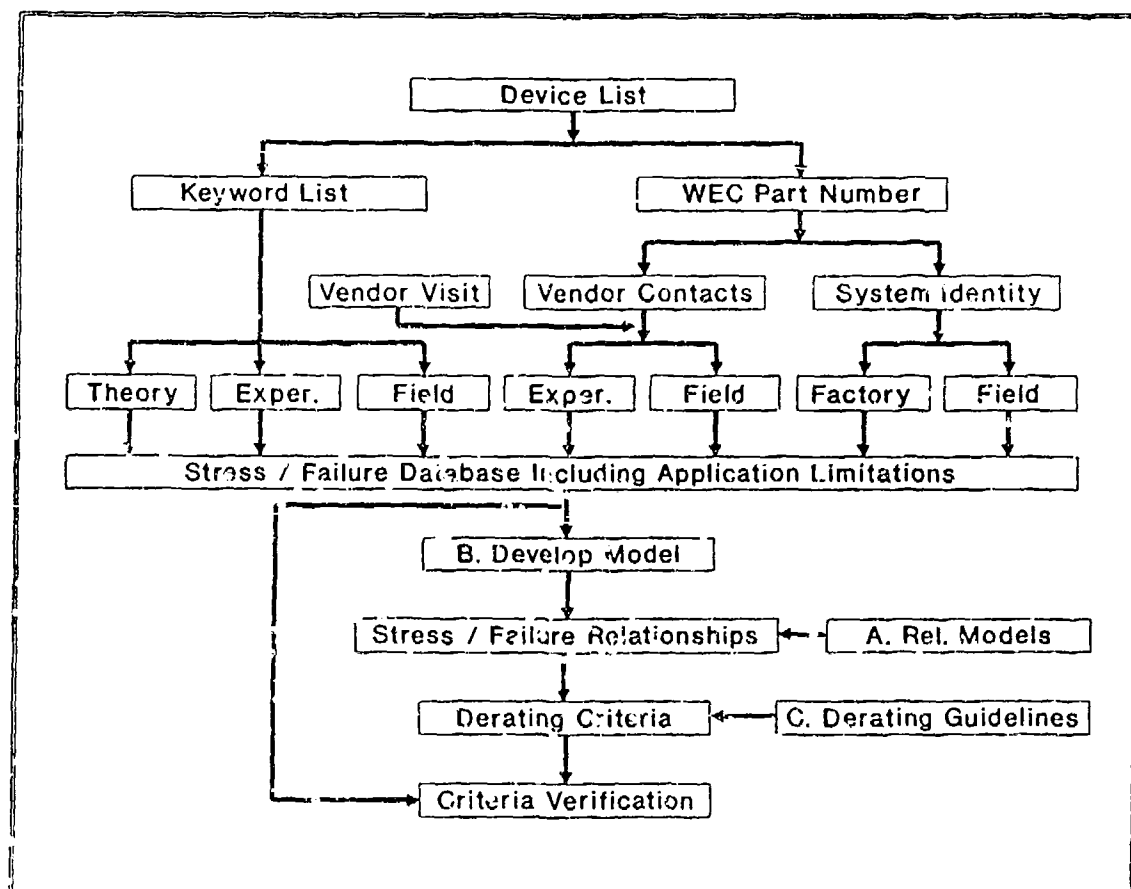 Device List
Keyword List
WEC Part Number
Vendor Visit
Vendor Contacts
System Identity
Theory
Exper.
Field
Exper.
Field
Factory
Field
Stress / Failure Database Including Application Limitations
B. Develop Model
Stress / Failure Relationships
A. Rel. Models
Derating Criteria
C. Derating Guidelines
Criteria Verification